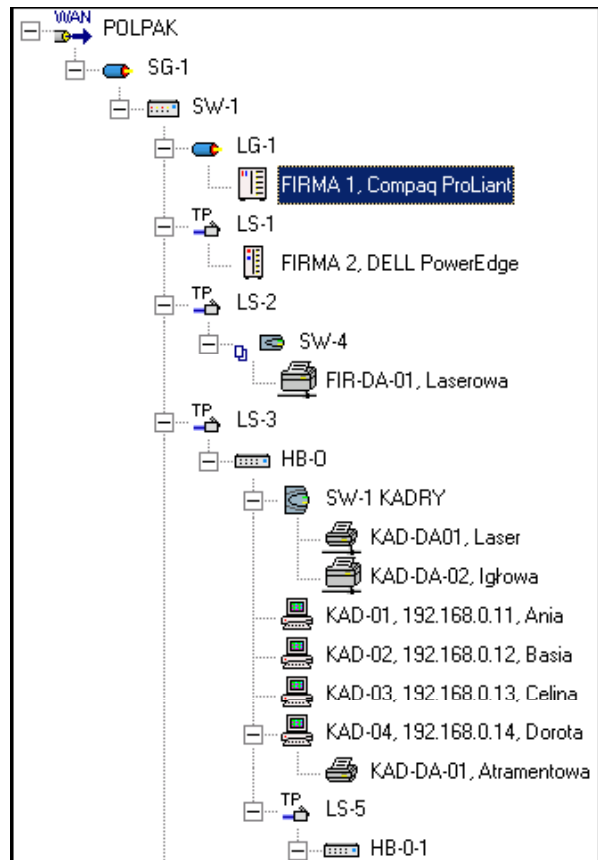 WAN POLPAK
SG-1
SW-1
LG-1
FIRMA 1, Compaq ProLiant
TP LS-1
FIRMA 2, DELL PowerEdge
TP LS-2
SW-4
FIR-DA-01, Laserowa
TP LS-3
HB-0
SW-1 KADRY
KAD-DA01, Laser
KAD-DA-02, Igłowa
KAD-01, 192.168.0.11, Ania
KAD-02, 192.168.0.12, Basia
KAD-03, 192.168.0.13, Celina
KAD-04, 192.168.0.14, Dorota
KAD-DA-01, Atramentowa
TP LS-5
HB-0-1